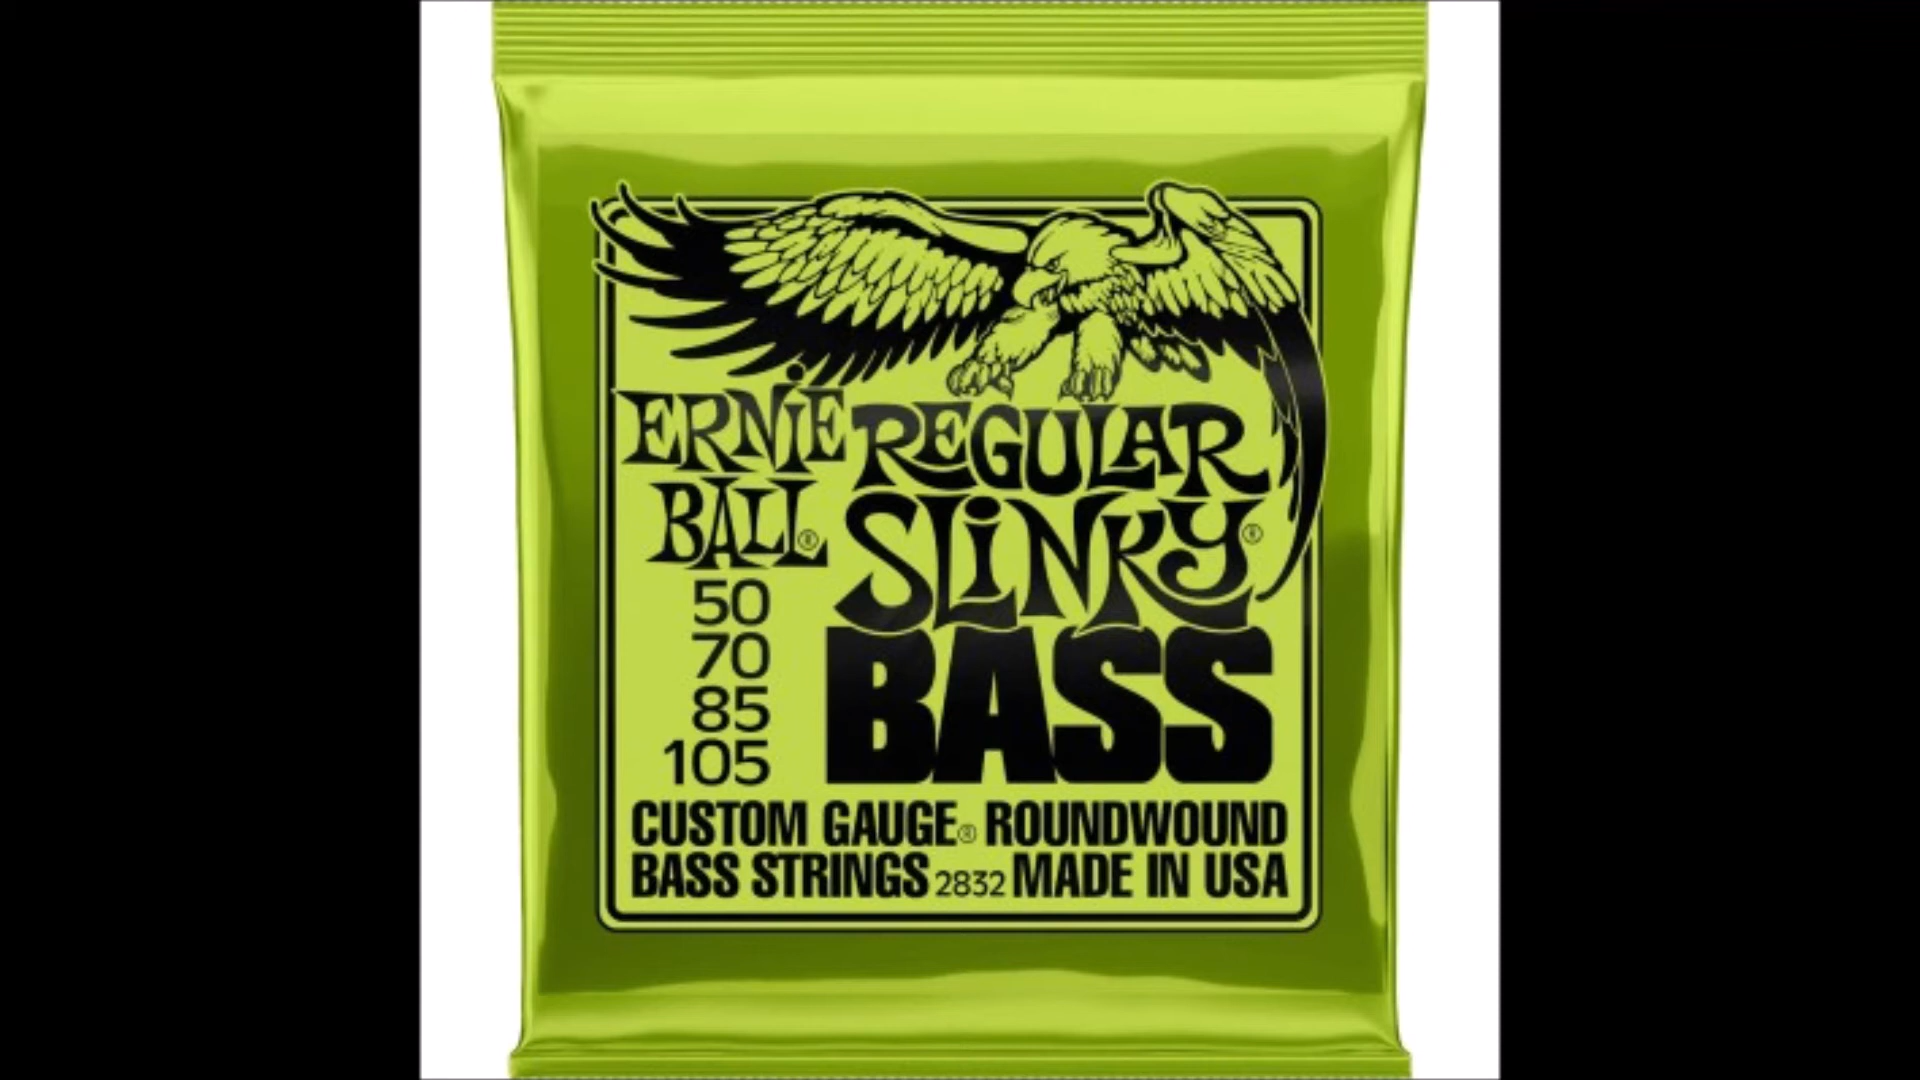 ERNiE
BALL®
REGULAR
SLiNKY®
BASS
50
70
85
105
CUSTOM GAUGE® ROUNDWOUND
BASS STRINGS 2832 MADE IN USA